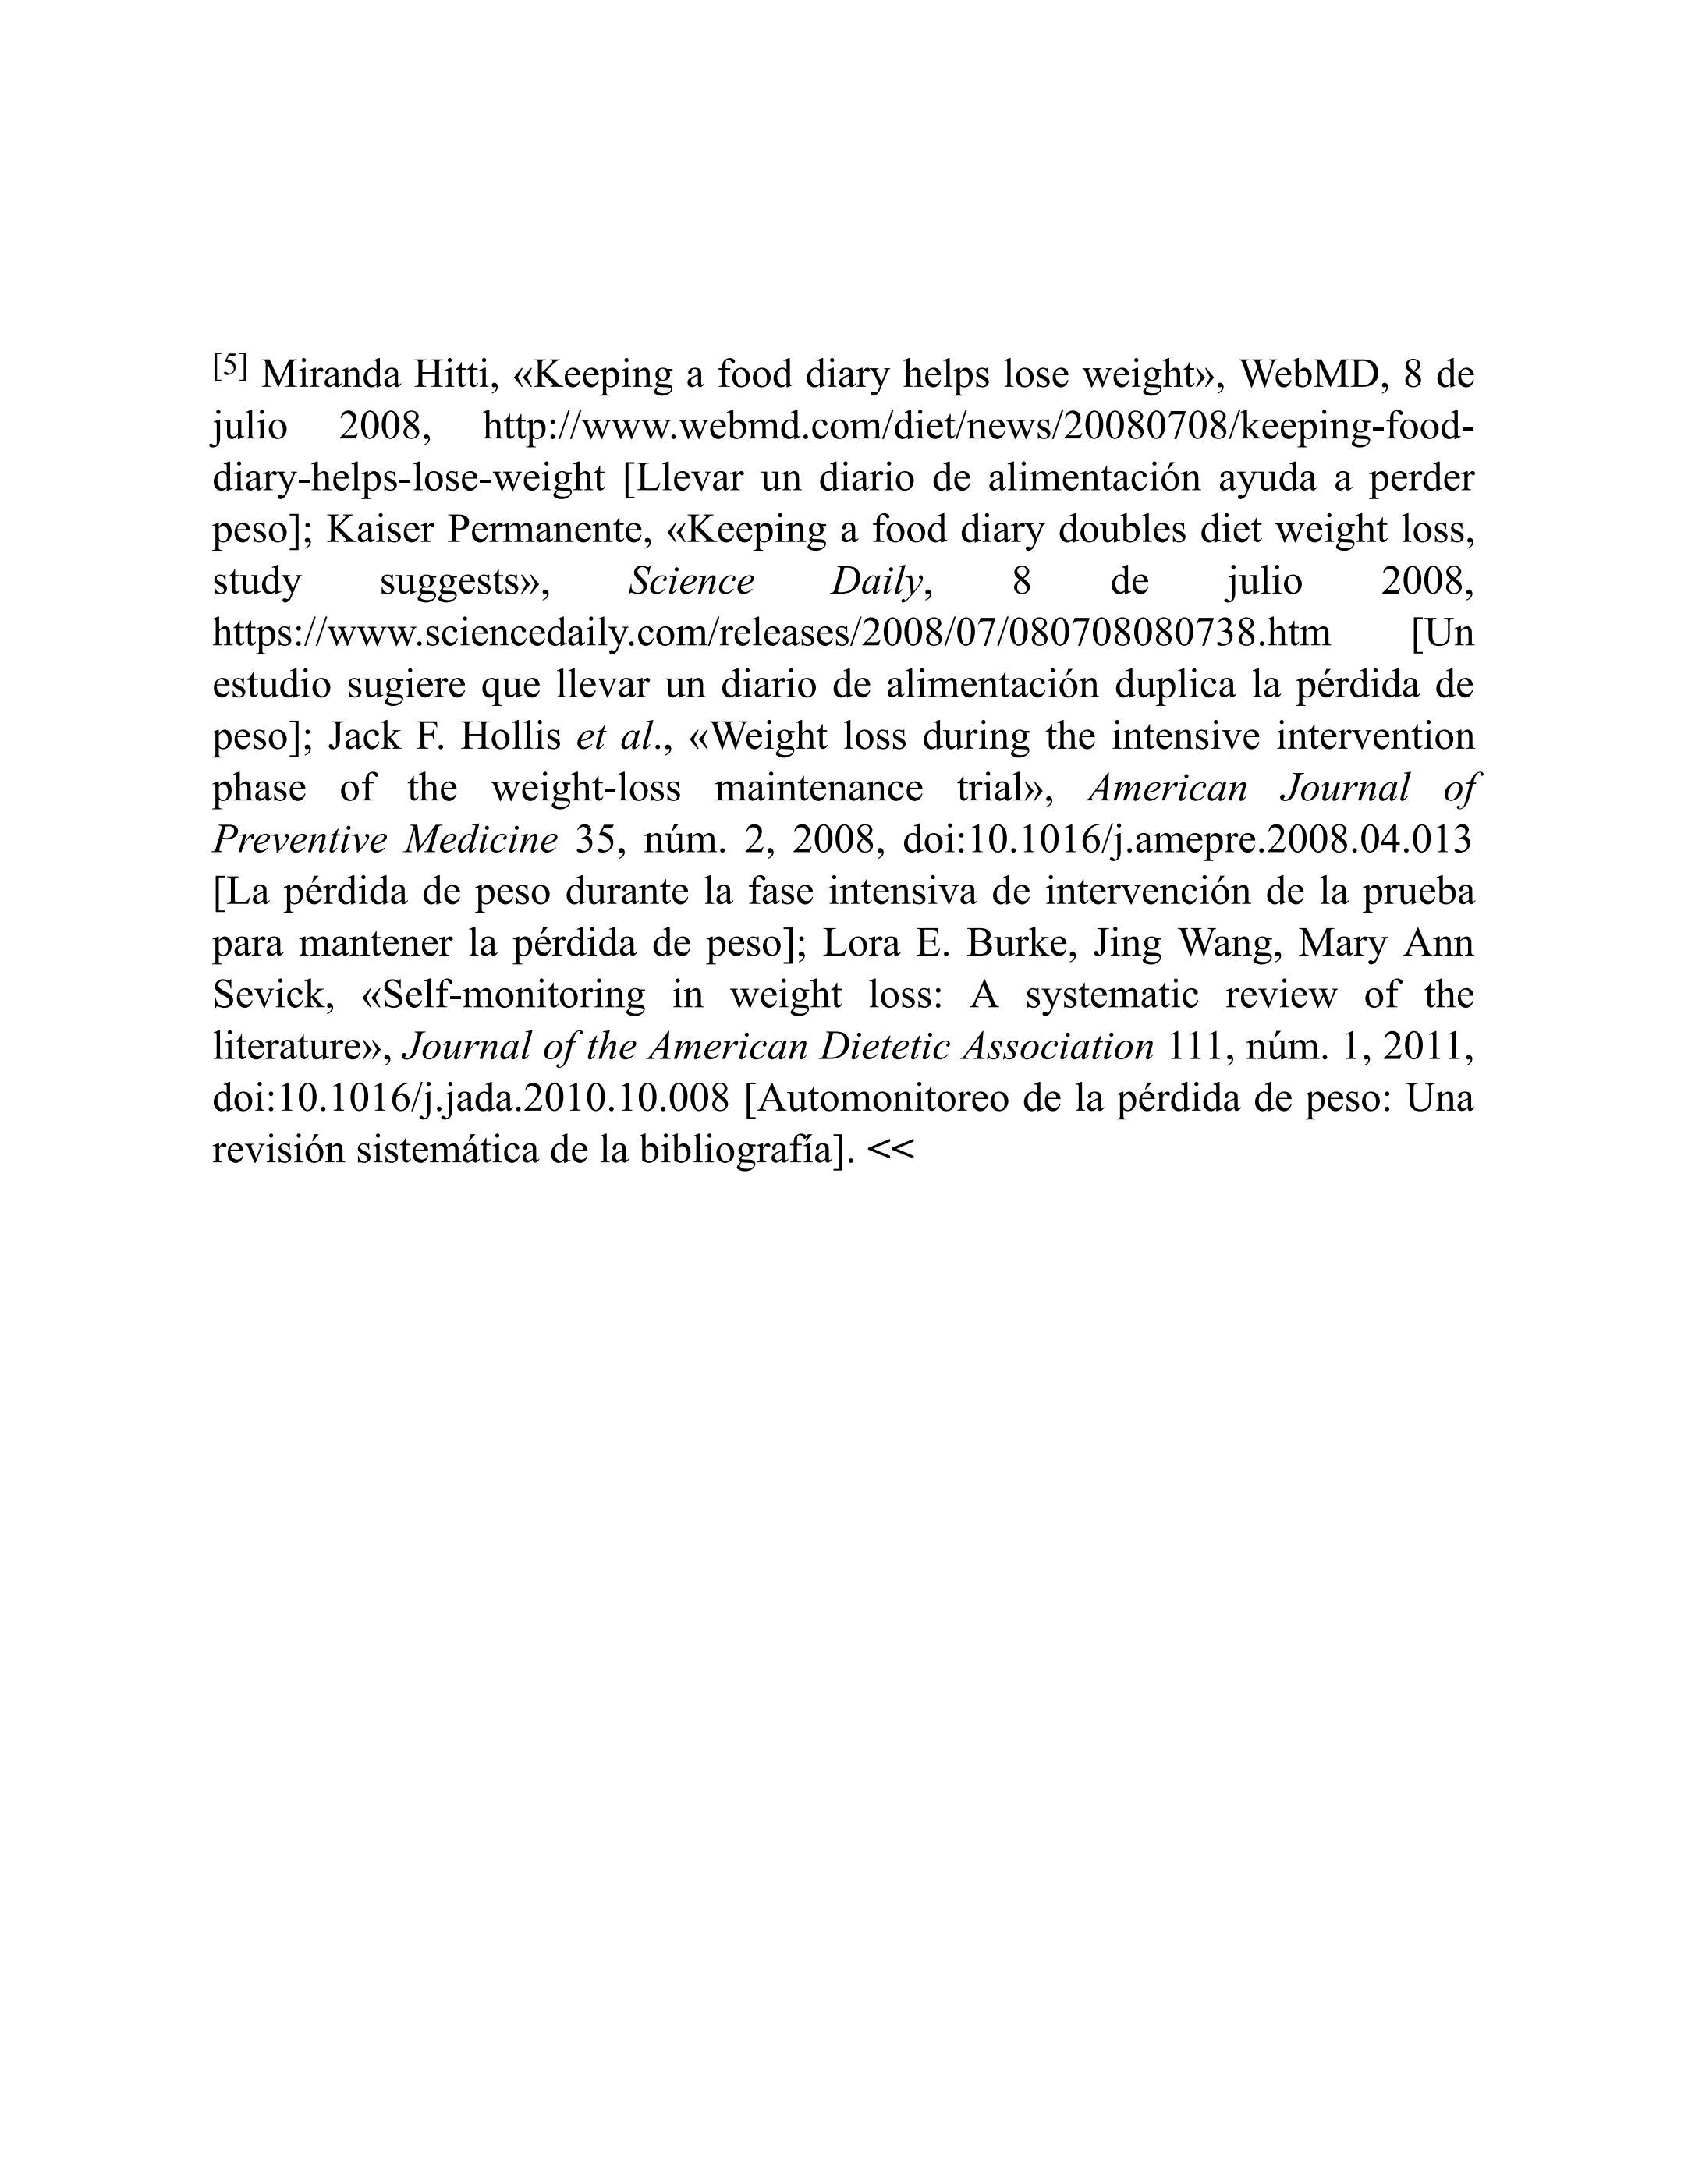 [5] Miranda Hitti, «Keeping a food diary helps lose weight», WebMD, 8 de
julio 2008, http://www.webmd.com/diet/news/20080708/keeping-food-
diary-helps-lose-weight [Llevar un diario de alimentación ayuda a perder
peso]; Kaiser Permanente, «Keeping a food diary doubles diet weight loss,
study suggests», Science Daily, 8 de julio 2008,
https://www.sciencedaily.com/releases/2008/07/080708080738.htm [Un
estudio sugiere que llevar un diario de alimentación duplica la pérdida de
peso]; Jack F. Hollis et al., «Weight loss during the intensive intervention
phase of the weight-loss maintenance trial», American Journal of
Preventive Medicine 35, núm. 2, 2008, doi:10.1016/j.amepre.2008.04.013
[La pérdida de peso durante la fase intensiva de intervención de la prueba
para mantener la pérdida de peso]; Lora E. Burke, Jing Wang, Mary Ann
Sevick, «Self-monitoring in weight loss: A systematic review of the
literature», Journal of the American Dietetic Association 111, núm. 1, 2011,
doi:10.1016/j.jada.2010.10.008 [Automonitoreo de la pérdida de peso: Una
revisión sistemática de la bibliografía]. <<